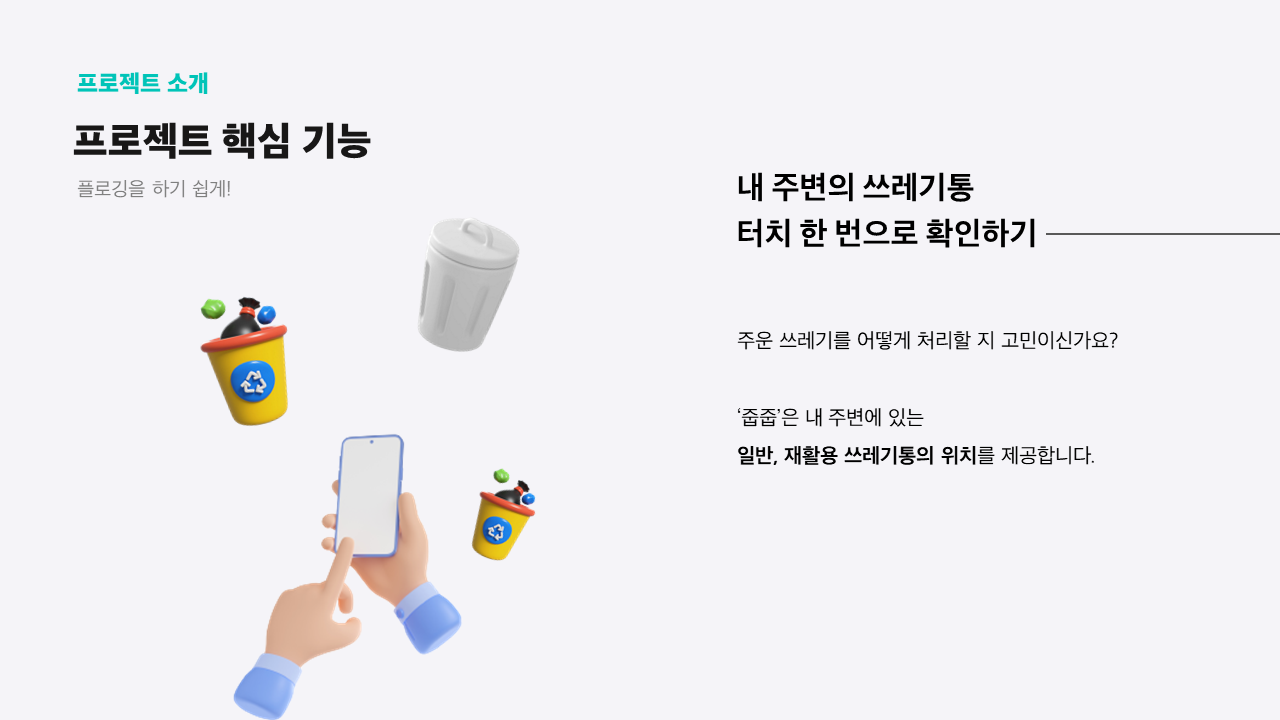 프로젝트 소개
프로젝트 핵심 기능
플로깅을 하기 쉽게!
내 주변의 쓰레기통
터치 한 번으로 확인하기
주운 쓰레기를 어떻게 처리할 지 고민이신가요?
‘줍줍’은 내 주변에 있는
일반, 재활용 쓰레기통의 위치를 제공합니다.